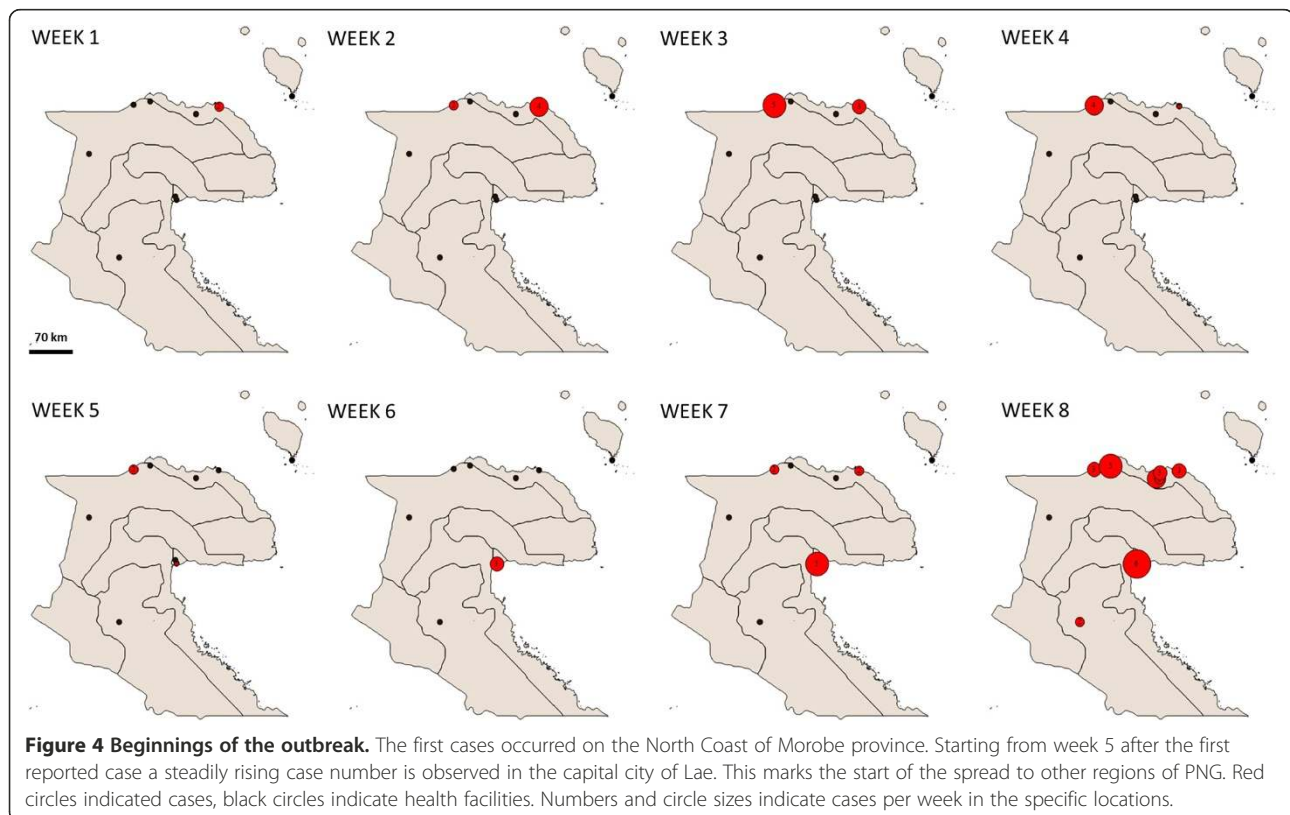 WEEK 1
WEEK 2
WEEK 3
WEEK 4
70 km
WEEK 5
WEEK 6
WEEK 7
WEEK 8
Figure 4 Beginnings of the outbreak. The first cases occurred on the North Coast of Morobe province. Starting from week 5 after the first
reported case a steadily rising case number is observed in the capital city of Lae. This marks the start of the spread to other regions of PNG. Red
circles indicated cases, black circles indicate health facilities. Numbers and circle sizes indicate cases per week in the specific locations.